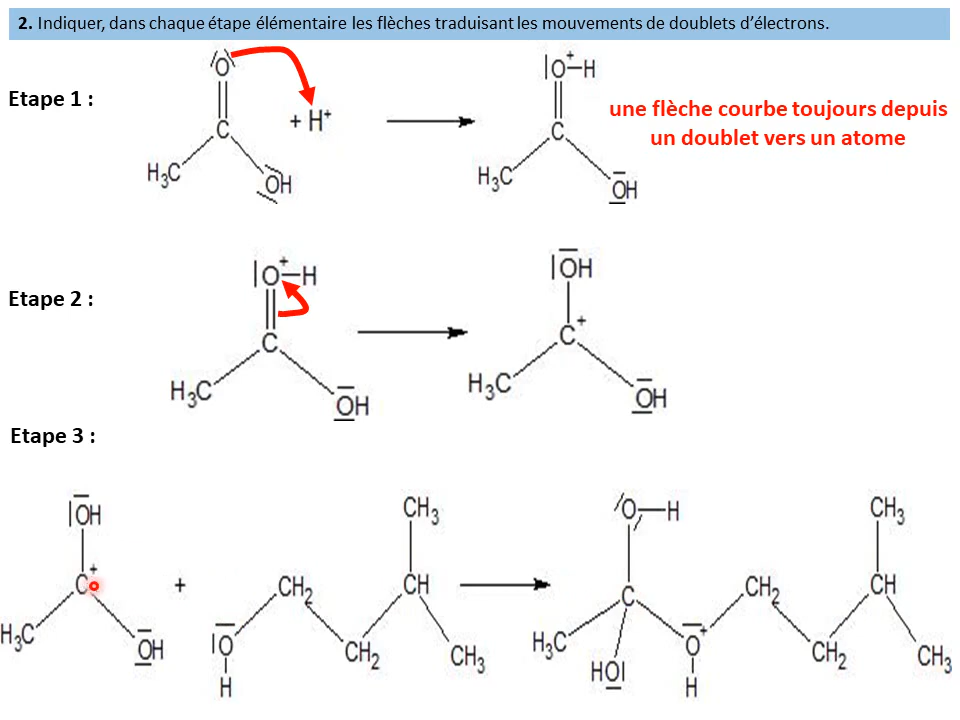 2. Indiquer, dans chaque étape élémentaire les flèches traduisant les mouvements de doublets d’électrons.
Etape 1 :
O
C
H₃C
OH
+ H⁺
O⁺–H
C
H₃C
OH
une flèche courbe toujours depuis
un doublet vers un atome
Etape 2 :
O⁺–H
C
H₃C
OH
OH
C⁺
H₃C
OH
Etape 3 :
OH
C⁺
H₃C
OH
+
O
H
CH₂
CH₂
CH
CH₃
CH₃
O–H
C
H₃C
HO
O⁺
H
CH₂
CH₂
CH
CH₃
CH₃